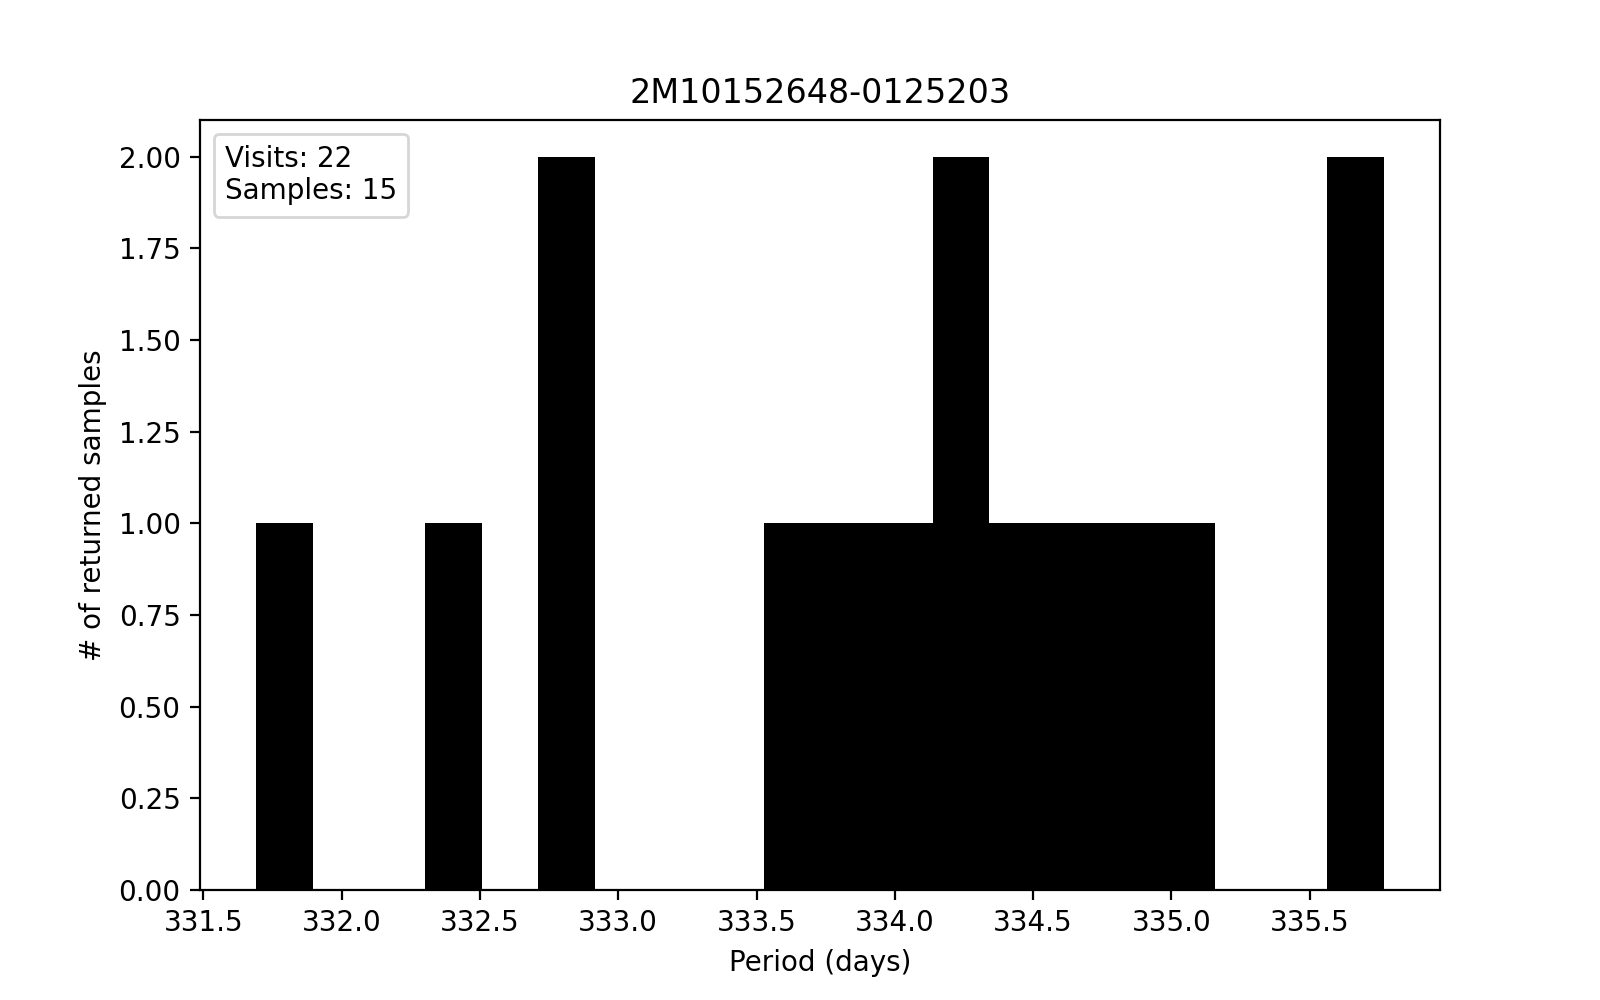 2M10152648-0125203
Visits: 22
Samples: 15
2.00
1.75
1.50
1.25
1.00
0.75
0.50
0.25
0.00
# of returned samples
331.5 332.0 332.5 333.0 333.5 334.0 334.5 335.0 335.5
Period (days)